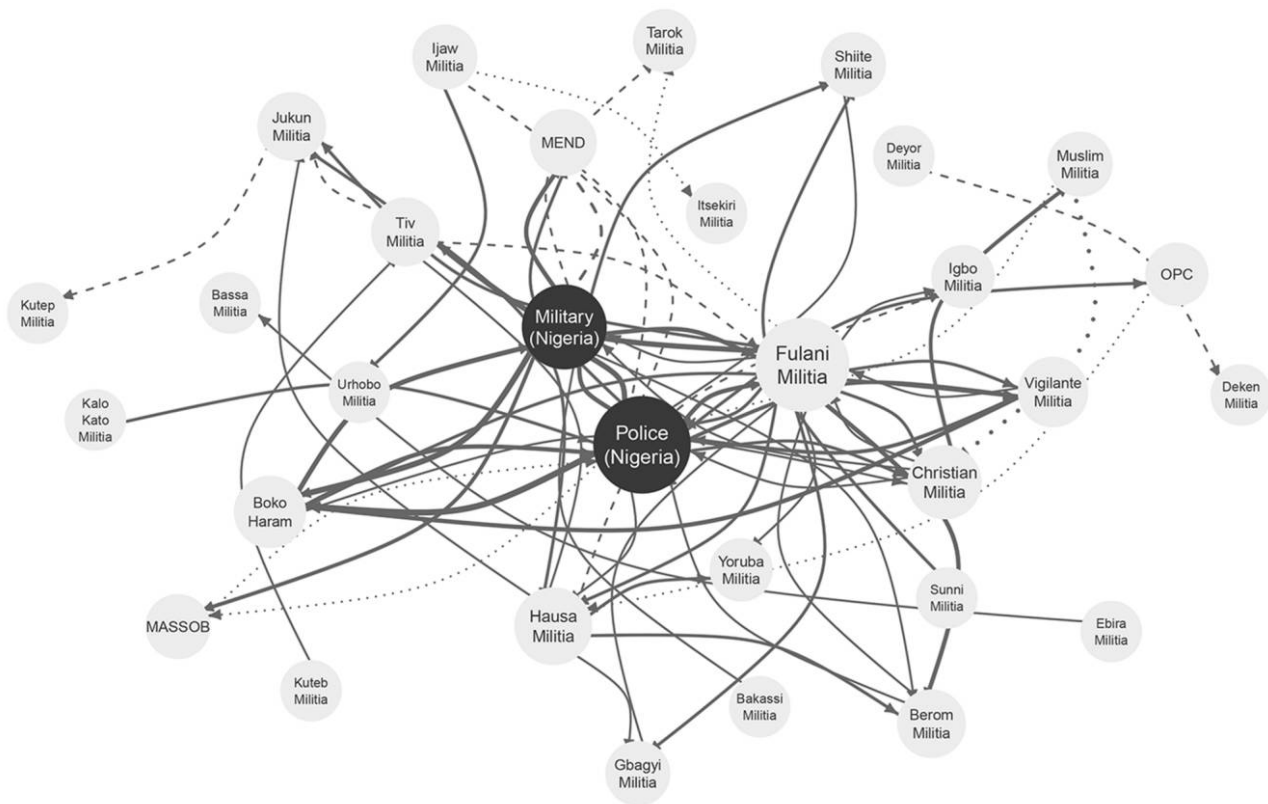 Tarok
Militia
Ijaw
Militia
Shiite
Militia
Jukun
Militia
MEND
Deyor
Militia
Muslim
Militia
Itsekiri
Militia
Tiv
Militia
Igbo
Militia
OPC
Kutep
Militia
Bassa
Militia
Military
(Nigeria)
Fulani
Militia
Urhobo
Militia
Vigilante
Militia
Deken
Militia
Kalo
Kato
Militia
Police
(Nigeria)
Christian
Militia
Boko
Haram
Yoruba
Militia
Sunni
Militia
MASSOB
Hausa
Militia
Ebira
Militia
Kuteb
Militia
Bakassi
Militia
Berom
Militia
Gbagyi
Militia